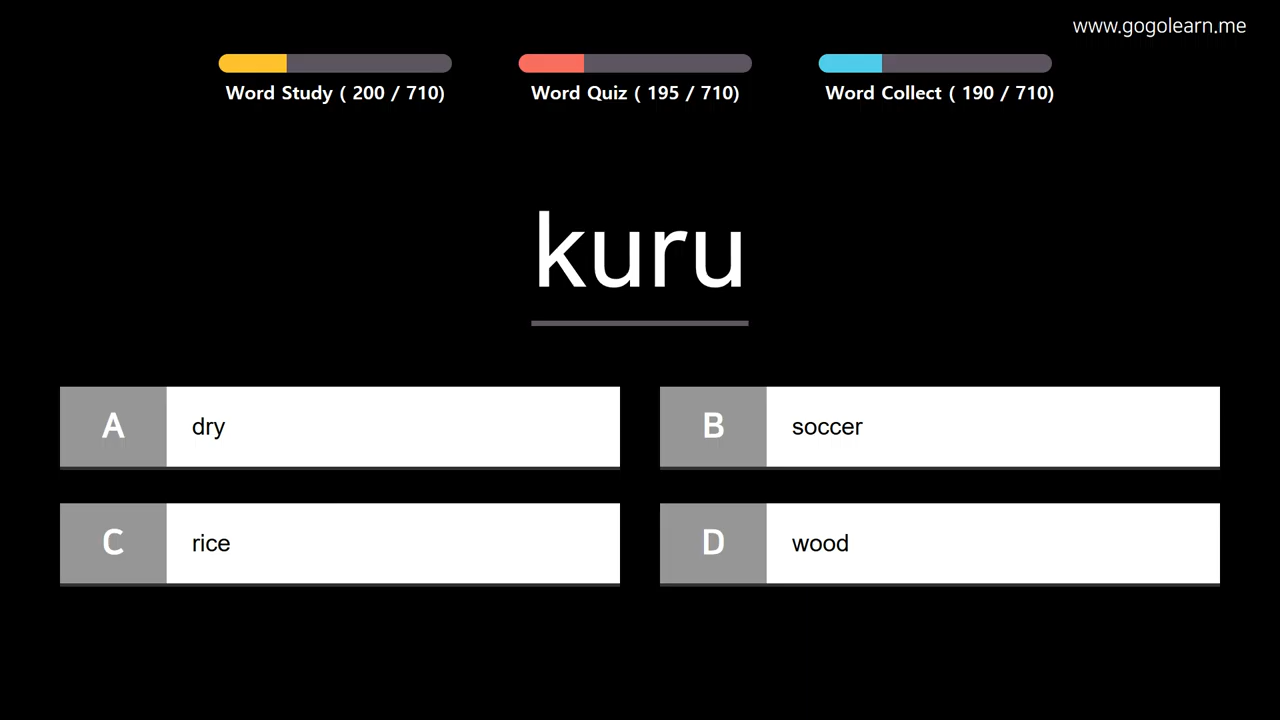 www.gogolearn.me
Word Study ( 200 / 710)
Word Quiz ( 195 / 710)
Word Collect ( 190 / 710)
kuru
A dry
B soccer
C rice
D wood